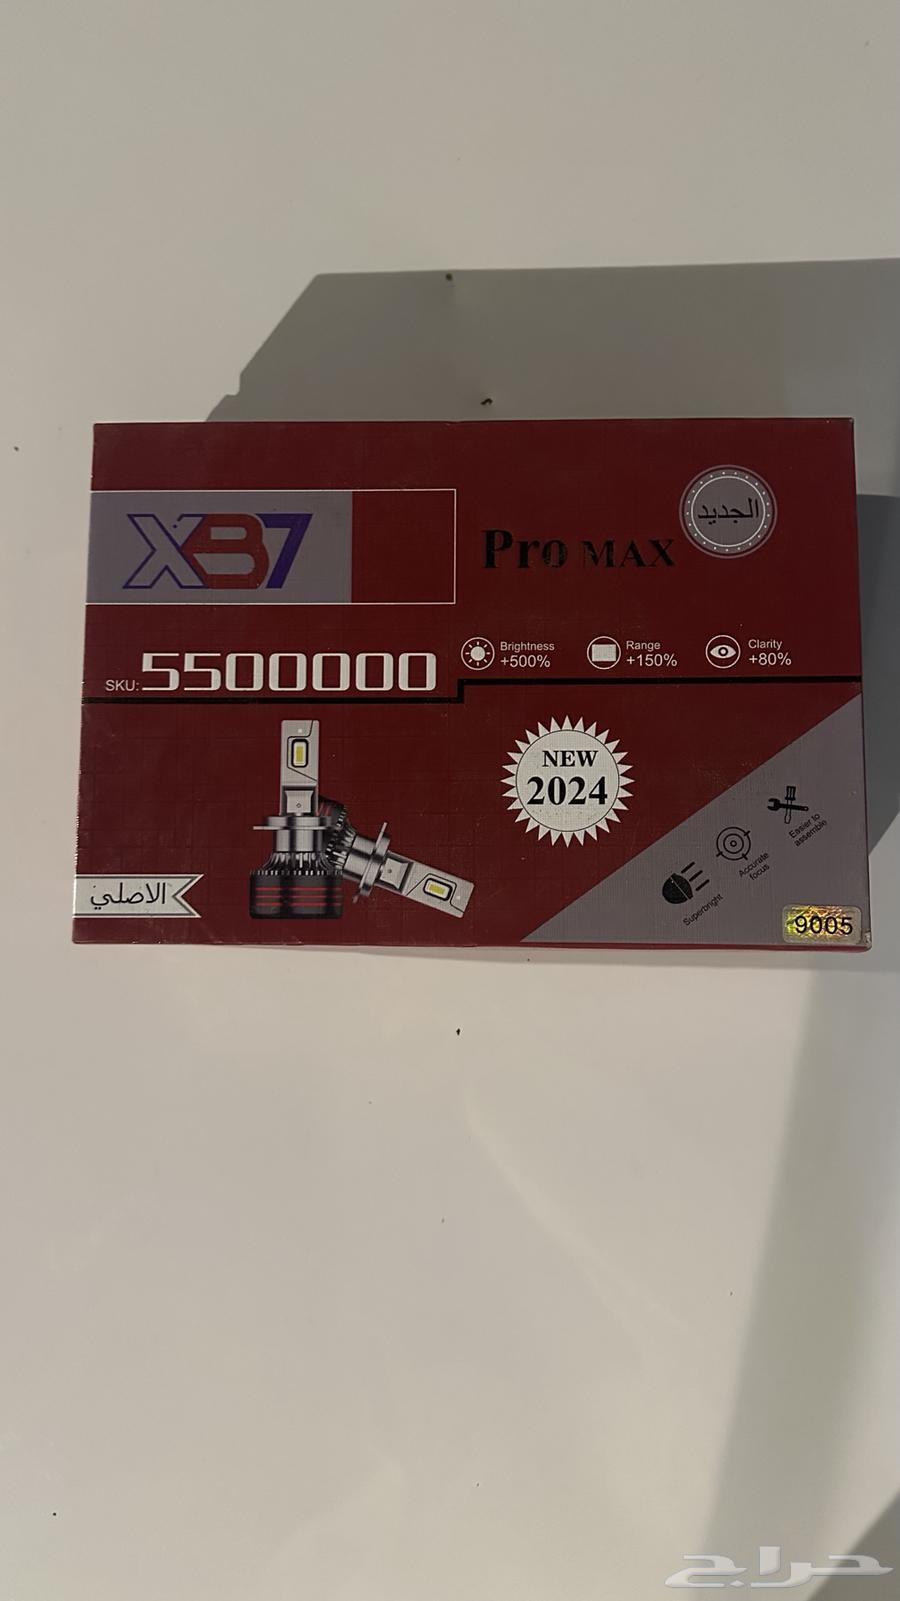 الجديد
XB7
Pro MAX
SKU: 5500000
Brightness
+500%
Range
+150%
Clarity
+80%
NEW
2024
Easier to
assemble
Accurate
focus
Superbright
الاصلي
9005
حراج